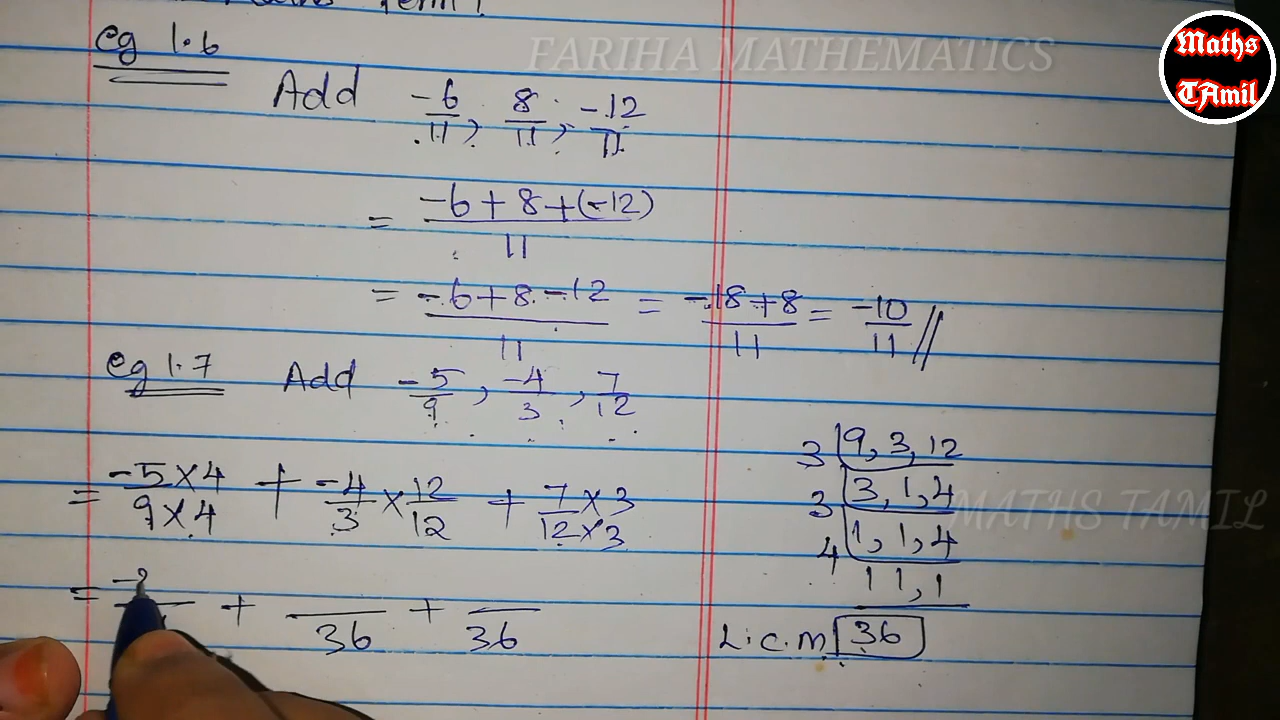 Term 1
eg 1.6
FARIHA MATHEMATICS
Maths
TAmil
Add -6/11, 8/11, -12/11
= -6+8+(-12)/11
= -6+8-12/11 = -18+8/11 = -10/11 //
eg 1.7 Add -5/9, -4/3, 7/12
= -5×4/9×4 + -4/3 × 12/12 + 7×3/12×3
= -2 + /36 + /36
3 | 9, 3, 12
3 | 3, 1, 4
MATHS TAMIL
4 | 1, 1, 4
1 1, 1
L.C.M 36